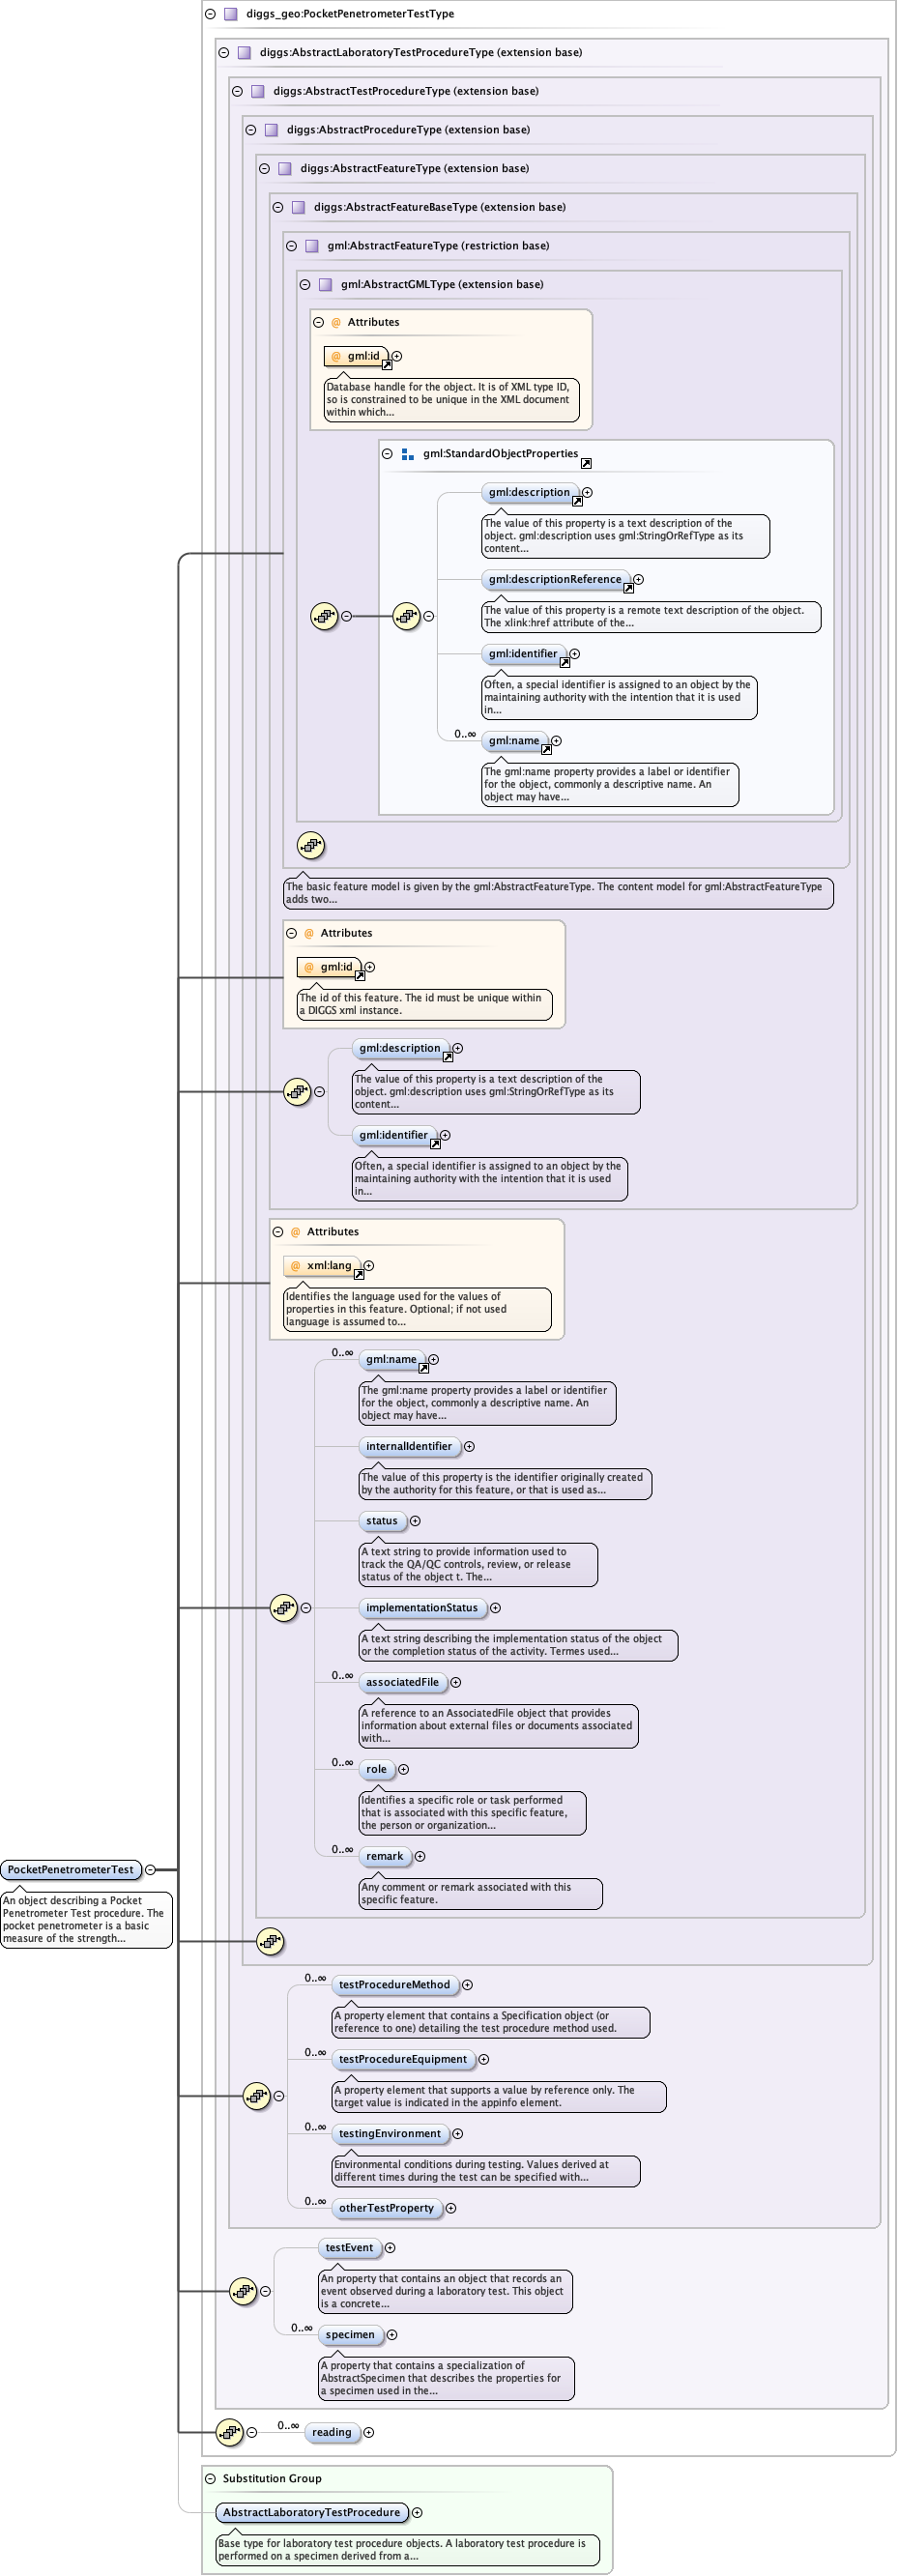 diggs_geo:PocketPenetrometerTestType
diggs:AbstractLaboratoryTestProcedureType (extension base)
diggs:AbstractTestProcedureType (extension base)
diggs:AbstractProcedureType (extension base)
diggs:AbstractFeatureType (extension base)
diggs:AbstractFeatureBaseType (extension base)
gml:AbstractFeatureType (restriction base)
gml:AbstractGMLType (extension base)
@ Attributes
@ gml:id
Database handle for the object. It is of XML type ID,
so is constrained to be unique in the XML document
within which...
gml:StandardObjectProperties
gml:description
The value of this property is a text description of the
object. gml:description uses gml:StringOrRefType as its
content...
gml:descriptionReference
The value of this property is a remote text description of the object.
The xlink:href attribute of the...
gml:identifier
Often, a special identifier is assigned to an object by the
maintaining authority with the intention that it is used
in...
0..∞
gml:name
The gml:name property provides a label or identifier
for the object, commonly a descriptive name. An
object may have...
The basic feature model is given by the gml:AbstractFeatureType. The content model for gml:AbstractFeatureType
adds two...
@ Attributes
@ gml:id
The id of this feature. The id must be unique within
a DIGGS xml instance.
gml:description
The value of this property is a text description of the
object. gml:description uses gml:StringOrRefType as its
content...
gml:identifier
Often, a special identifier is assigned to an object by the
maintaining authority with the intention that it is used
in...
@ Attributes
@ xml:lang
Identifies the language used for the values of
properties in this feature. Optional; if not used
language is assumed to...
0..∞
gml:name
The gml:name property provides a label or identifier
for the object, commonly a descriptive name. An
object may have...
internalIdentifier
The value of this property is the identifier originally created
by the authority for this feature, or that is used as...
status
A text string to provide information used to
track the QA/QC controls, review, or release
status of the object t. The...
implementationStatus
A text string describing the implementation status of the object
or the completion status of the activity. Termes used...
0..∞
associatedFile
A reference to an AssociatedFile object that provides
information about external files or documents associated
with...
0..∞
role
Identifies a specific role or task performed
that is associated with this specific feature,
the person or organization...
0..∞
remark
Any comment or remark associated with this
specific feature.
PocketPenetrometerTest
An object describing a Pocket
Penetrometer Test procedure. The
pocket penetrometer is a basic
measure of the strength...
0..∞
testProcedureMethod
A property element that contains a Specification object (or
reference to one) detailing the test procedure method used.
0..∞
testProcedureEquipment
A property element that supports a value by reference only. The
target value is indicated in the appinfo element.
0..∞
testingEnvironment
Environmental conditions during testing. Values derived at
different times during the test can be specified with...
0..∞
otherTestProperty
testEvent
An property that contains an object that records an
event observed during a laboratory test. This object
is a concrete...
0..∞
specimen
A property that contains a specialization of
AbstractSpecimen that describes the properties for
a specimen used in the...
0..∞
reading
Substitution Group
AbstractLaboratoryTestProcedure
Base type for laboratory test procedure objects. A laboratory test procedure is
performed on a specimen derived from a...